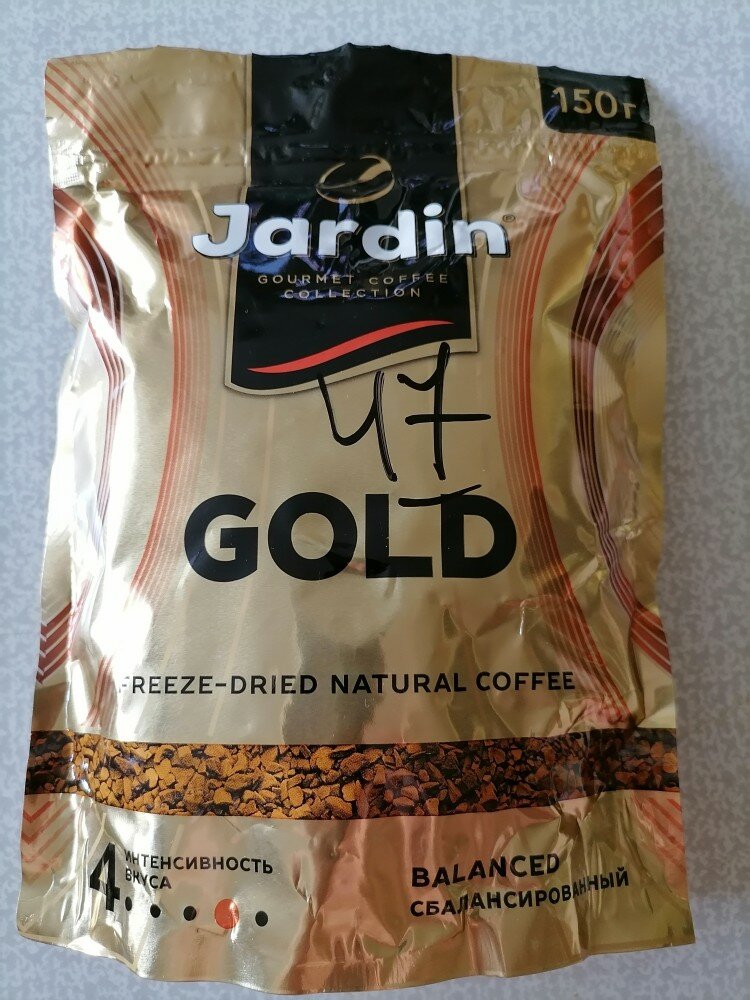 150г
Jardin®
GOURMET COFFEE
COLLECTION
47
GOLD
FREEZE-DRIED NATURAL COFFEE
4
ИНТЕНСИВНОСТЬ
ВКУСА
BALANCED
СБАЛАНСИРОВАННЫЙ